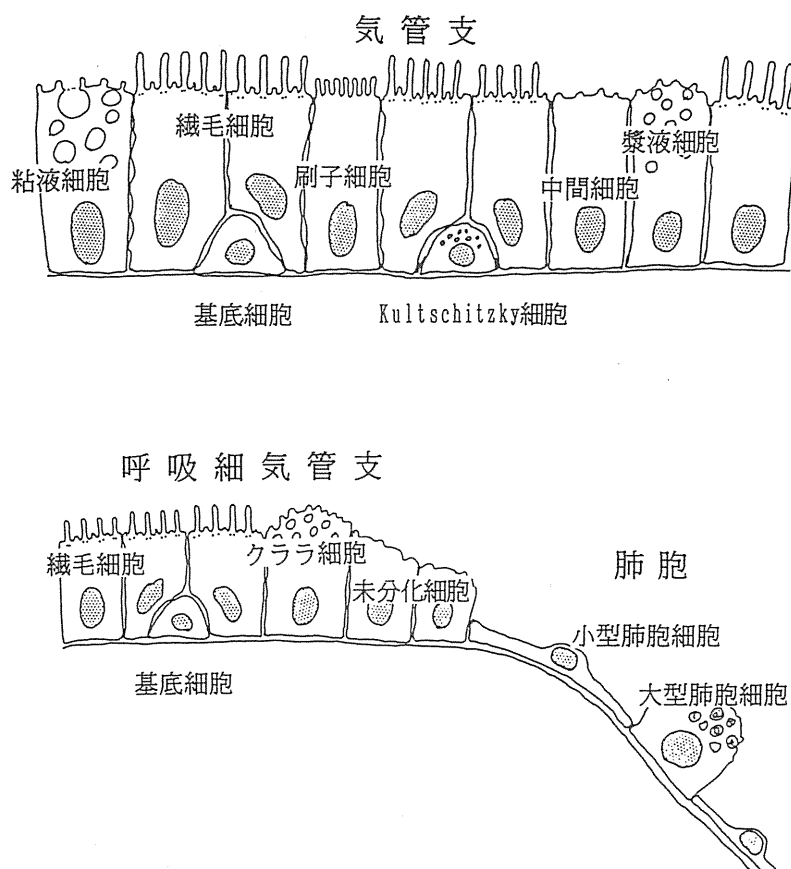 気管支
繊毛細胞
漿液細胞
粘液細胞
刷子細胞
中間細胞
基底細胞
Kultschitzky細胞
呼吸細気管支
繊毛細胞
クララ細胞
肺胞
未分化細胞
小型肺胞細胞
基底細胞
大型肺胞細胞